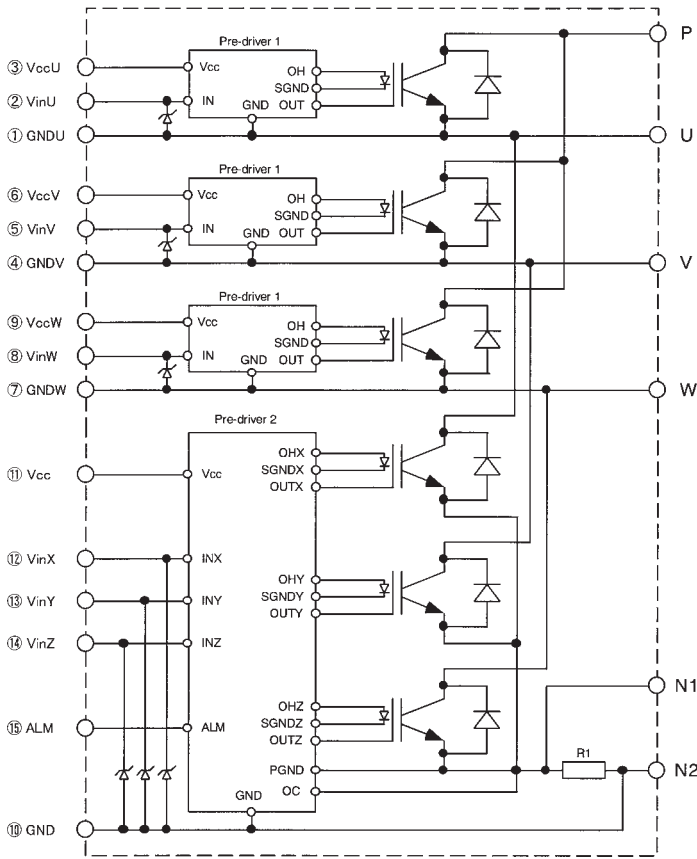 Pre-driver 1
P
③ VccU
Vcc
OH
SGND
② VinU
IN
GND
OUT
① GNDU
U
Pre-driver 1
⑥ VccV
Vcc
OH
SGND
⑤ VinV
IN
GND
OUT
④ GNDV
V
Pre-driver 1
⑨ VccW
Vcc
OH
SGND
⑧ VinW
IN
GND
OUT
⑦ GNDW
W
Pre-driver 2
OHX
⑪ Vcc
Vcc
SGNDX
OUTX
⑫ VinX
INX
OHY
⑬ VinY
INY
SGNDY
OUTY
⑭ VinZ
INZ
N1
OHZ
⑮ ALM
ALM
SGNDZ
OUTZ
R1
PGND
N2
OC
GND
⑩ GND